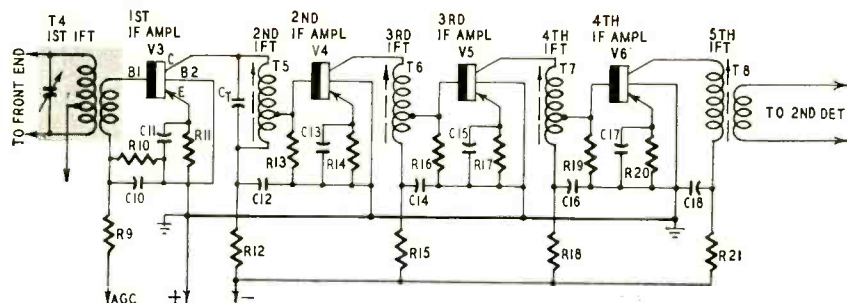 T4
1ST IFT
1ST
IF AMPL
V3
2ND
IFT
T5
2ND
IF AMPL
V4
3RD
IFT
T6
3RD
IF AMPL
V5
4TH
IFT
T7
4TH
IF AMPL
V6
5TH
IFT
T8
TO FRONT END
B1
C
B2
E
CT
C11
R10
R11
C10
R13
C13
R14
C12
R16
C15
R17
C14
R19
C17
R20
C16
C18
TO 2ND DET
R9
R12
R15
R18
R21
AGC
+
-